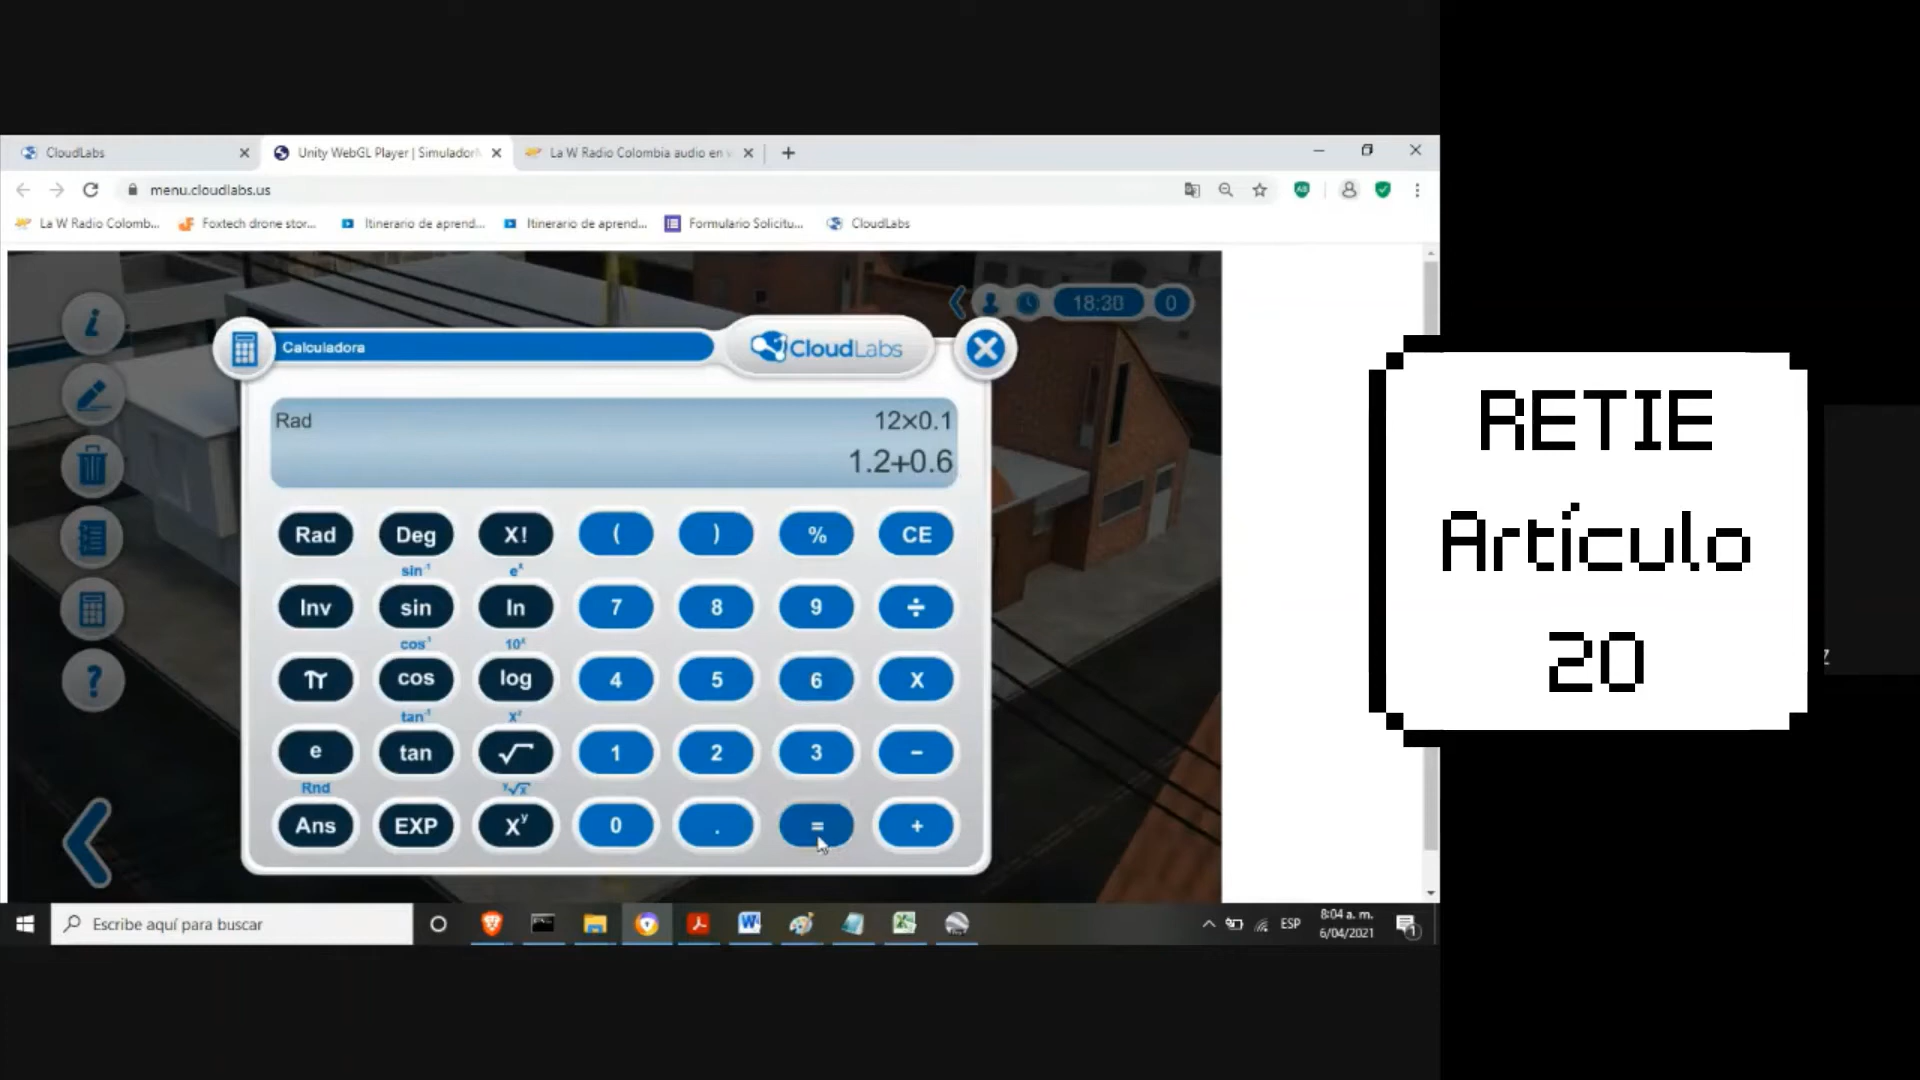 CloudLabs
Unity WebGL Player | Simulador
La W Radio Colombia audio en v
menu.cloudlabs.us
La W Radio Colomb...
Foxtech drone stor...
Itinerario de aprend...
Itinerario de aprend...
Formulario Solicitu...
CloudLabs
18:30
0
Calculadora
CloudLabs
Rad
12×0.1
1.2+0.6
Rad Deg X! ( ) % CE
sin⁻¹ eˣ
Inv sin ln 7 8 9 ÷
cos⁻¹ 10ˣ
π cos log 4 5 6 X
tan⁻¹ x²
e tan √ 1 2 3 −
Rnd ʸ√x
Ans EXP Xʸ 0 . = +
Escribe aquí para buscar
ESP
8:04 a. m.
6/04/2021
1
RETIE
Artículo
20
z